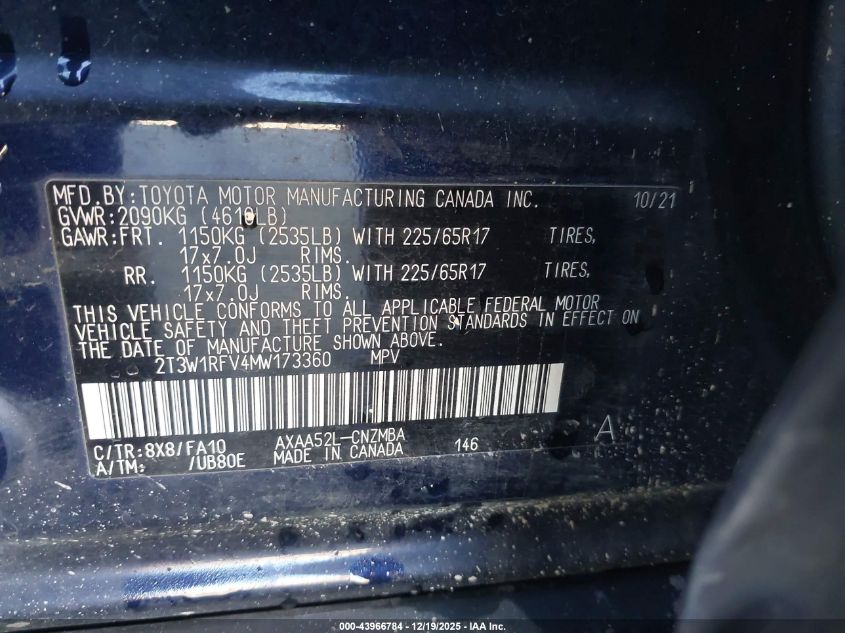 MFD.BY:TOYOTA MOTOR MANUFACTURING CANADA INC. 10/21
GVWR:2090KG (4610LB)
GAWR:FRT. 1150KG (2535LB) WITH 225/65R17 TIRES,
17x7.0J RIMS.
RR. 1150KG (2535LB) WITH 225/65R17 TIRES,
17x7.0J RIMS.
THIS VEHICLE CONFORMS TO ALL APPLICABLE FEDERAL MOTOR
VEHICLE SAFETY AND THEFT PREVENTION STANDARDS IN EFFECT ON
THE DATE OF MANUFACTURE SHOWN ABOVE.
2T3W1RFV4MW173360 MPV
C/TR:8X8/FA10 AXAA52L-CNZMBA 146 A
A/TM: /UB80E MADE IN CANADA
000-43966784 - 12/19/2025 - IAA Inc.